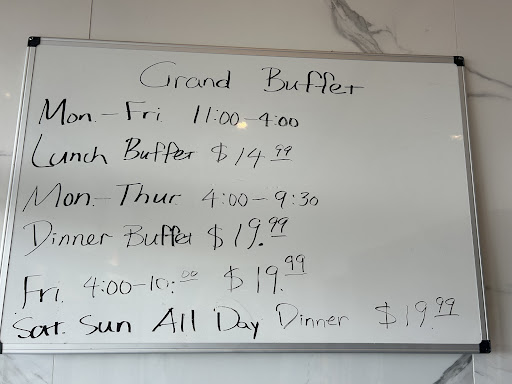 Grand Buffet
Mon.-Fri. 11:00-4:00
Lunch Buffet $14.99
Mon.-Thur. 4:00-9:30
Dinner Buffet $19.99
Fri. 4:00-10:00 $19.99
Sat. Sun All Day Dinner $19.99